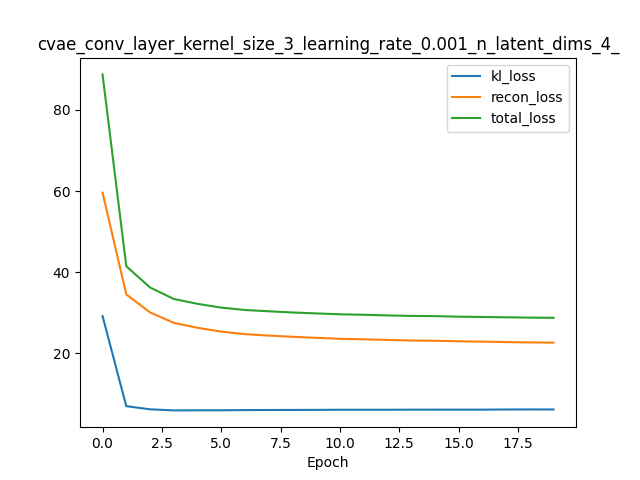 cvae_conv_layer_kernel_size_3_learning_rate_0.001_n_latent_dims_4_
kl_loss
recon_loss
total_loss
80
60
40
20
0.0 2.5 5.0 7.5 10.0 12.5 15.0 17.5
Epoch